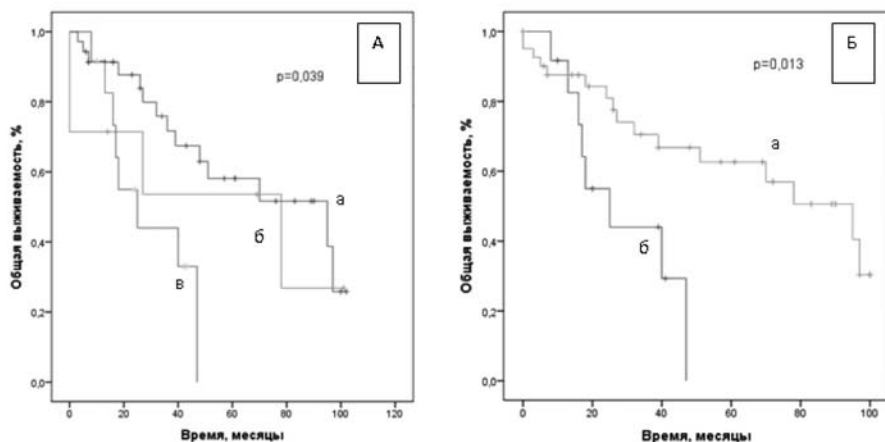 А
p=0,039
Общая выживаемость, %
1,0
0,8
0,6
0,4
0,2
0,0
а
б
в
0
20
40
60
80
100
120
Время, месяцы
Б
p=0,013
Общая выживаемость, %
1,0
0,8
0,6
0,4
0,2
0,0
а
б
0
20
40
60
80
100
Время, месяцы